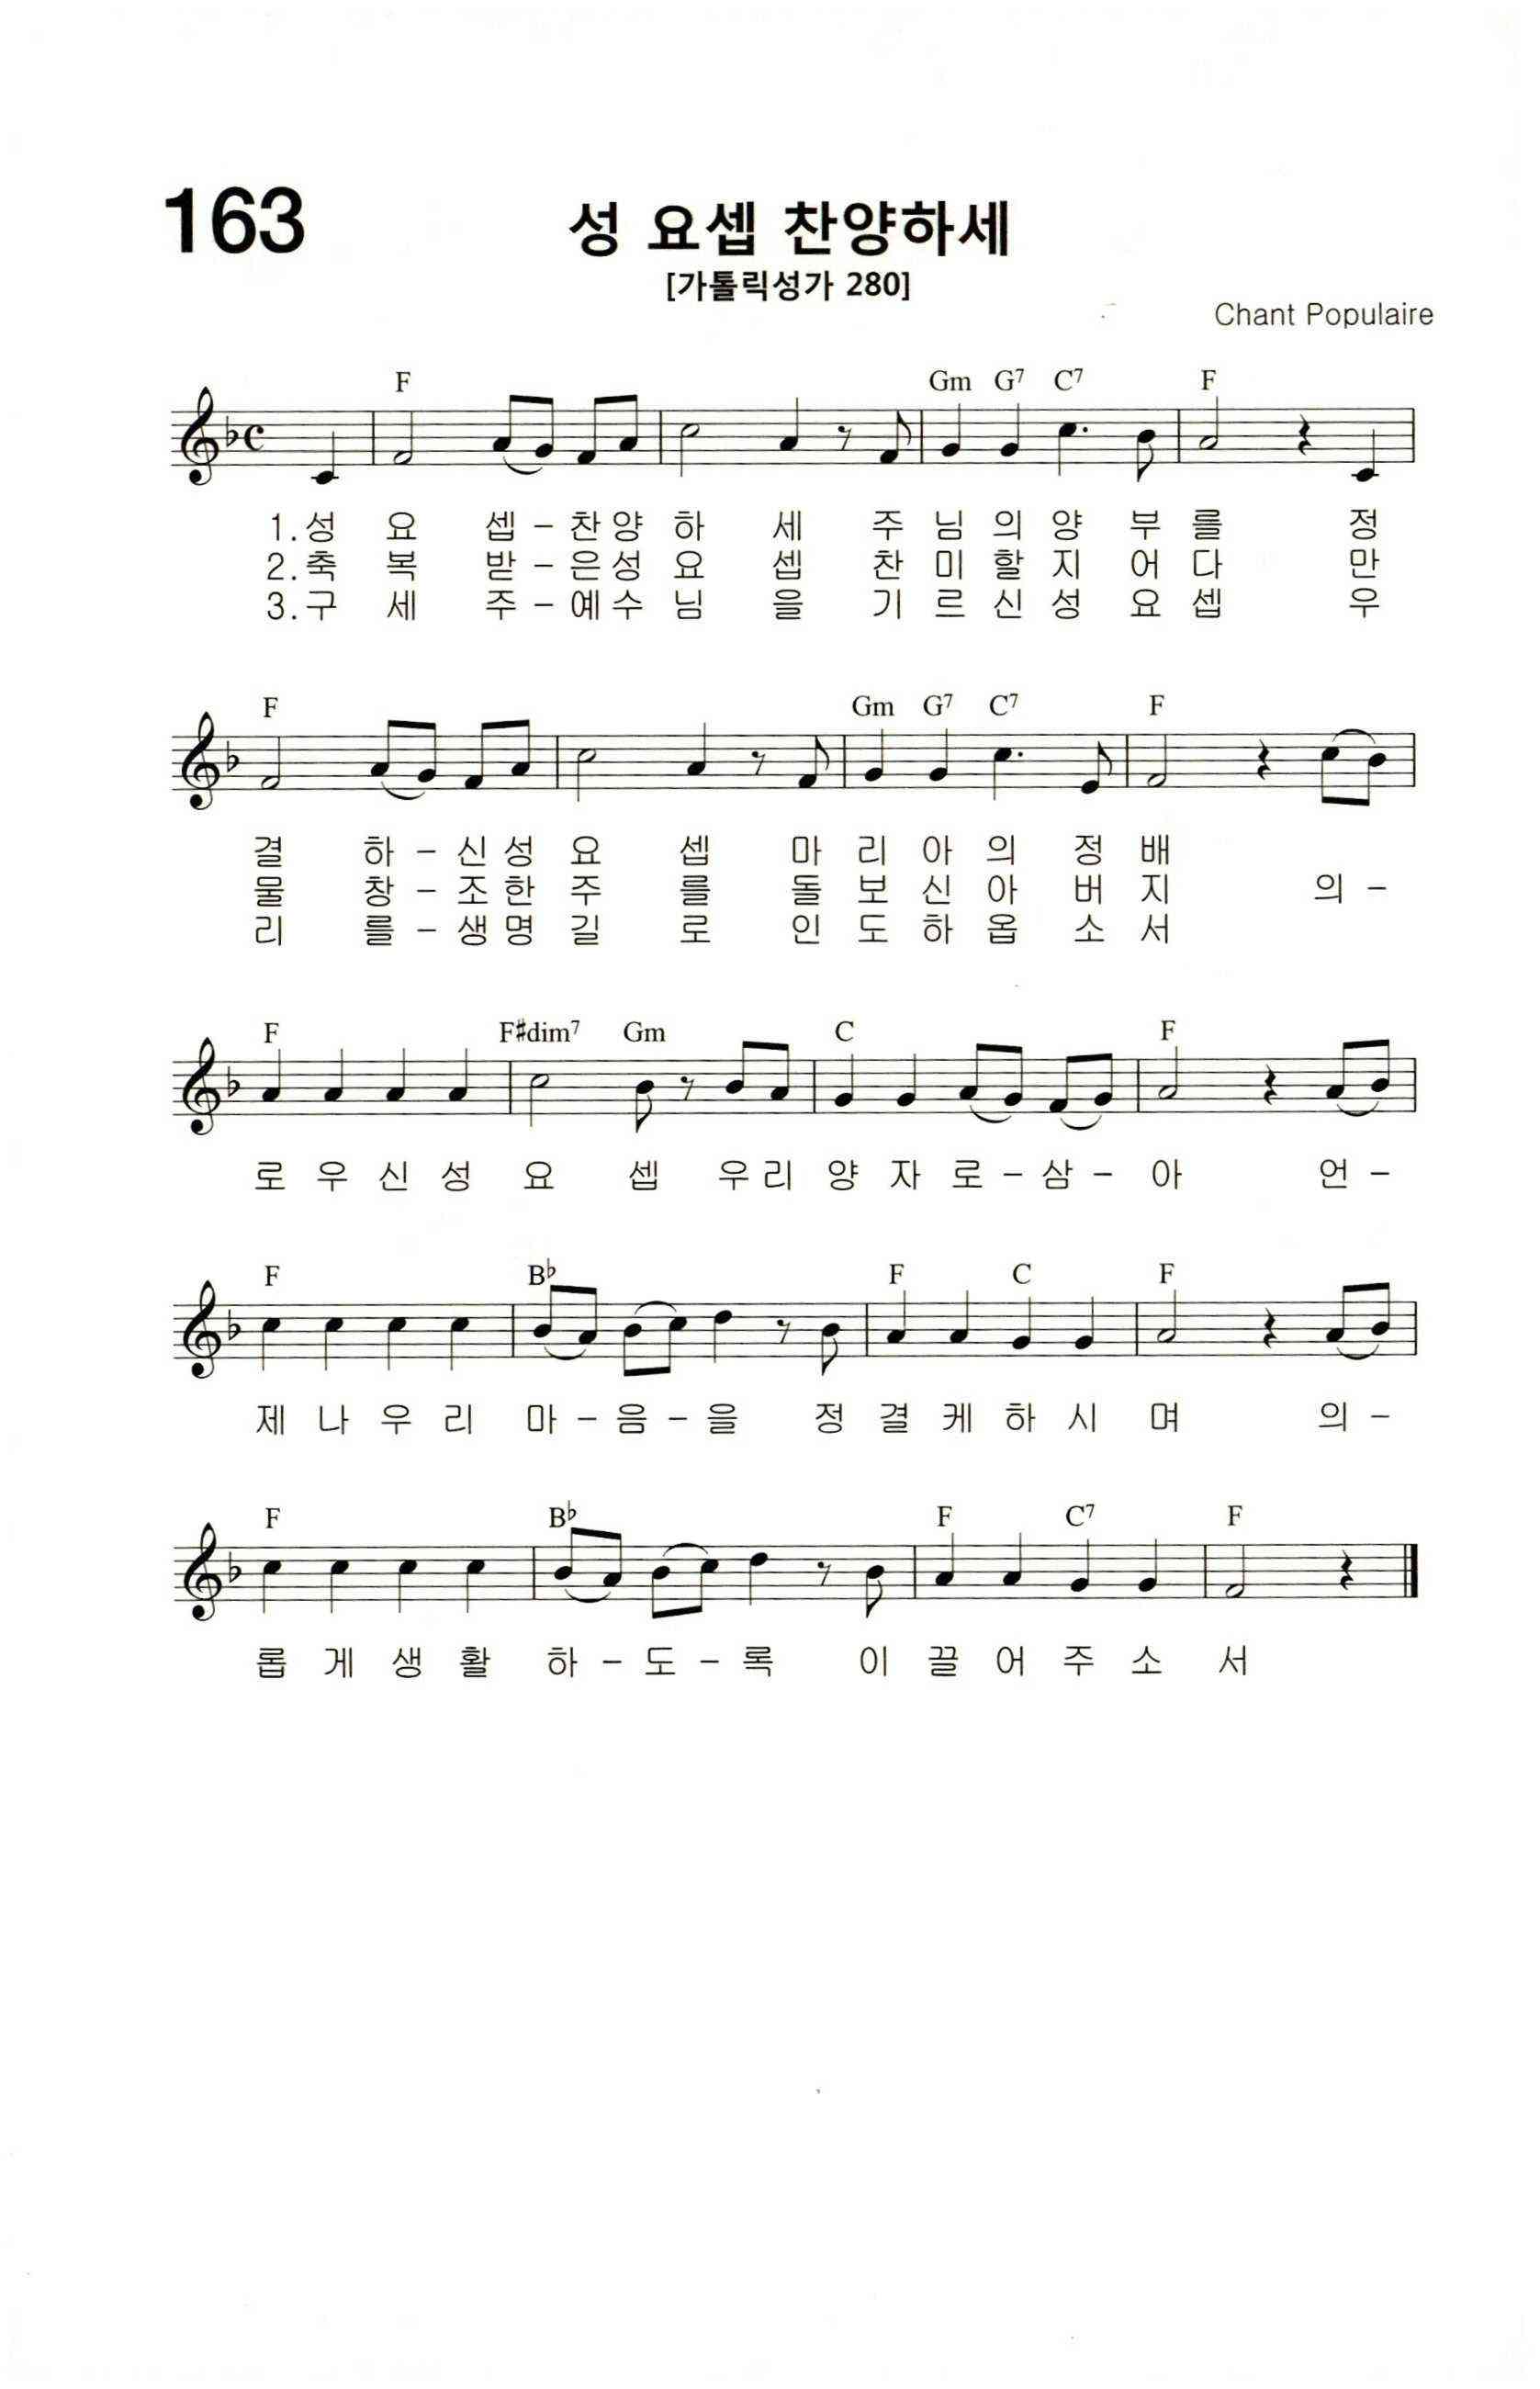 163
성 요셉 찬양하세
[가톨릭성가 280]
Chant Populaire
F Gm G7 C7 F
1.성 요 셉 - 찬 양 하 세 주 님 의 양 부 를 정
2.축 복 받 - 은 성 요 셉 찬 미 할 지 어 다 만
3.구 세 주 - 예 수 님 을 기 르 신 성 요 셉 우
F Gm G7 C7 F
결 하 - 신 성 요 셉 마 리 아 의 정 배
물 창 - 조 한 주 를 돌 보 신 아 버 지 의 -
리 를 - 생 명 길 로 인 도 하 옵 소 서
F F#dim7 Gm C F
로 우 신 성 요 셉 우 리 양 자 로 - 삼 - 아 언 -
F B♭ F C F
제 나 우 리 마 - 음 - 을 정 결 케 하 시 며 의 -
F B♭ F C7 F
롭 게 생 활 하 - 도 - 록 이 끌 어 주 소 서